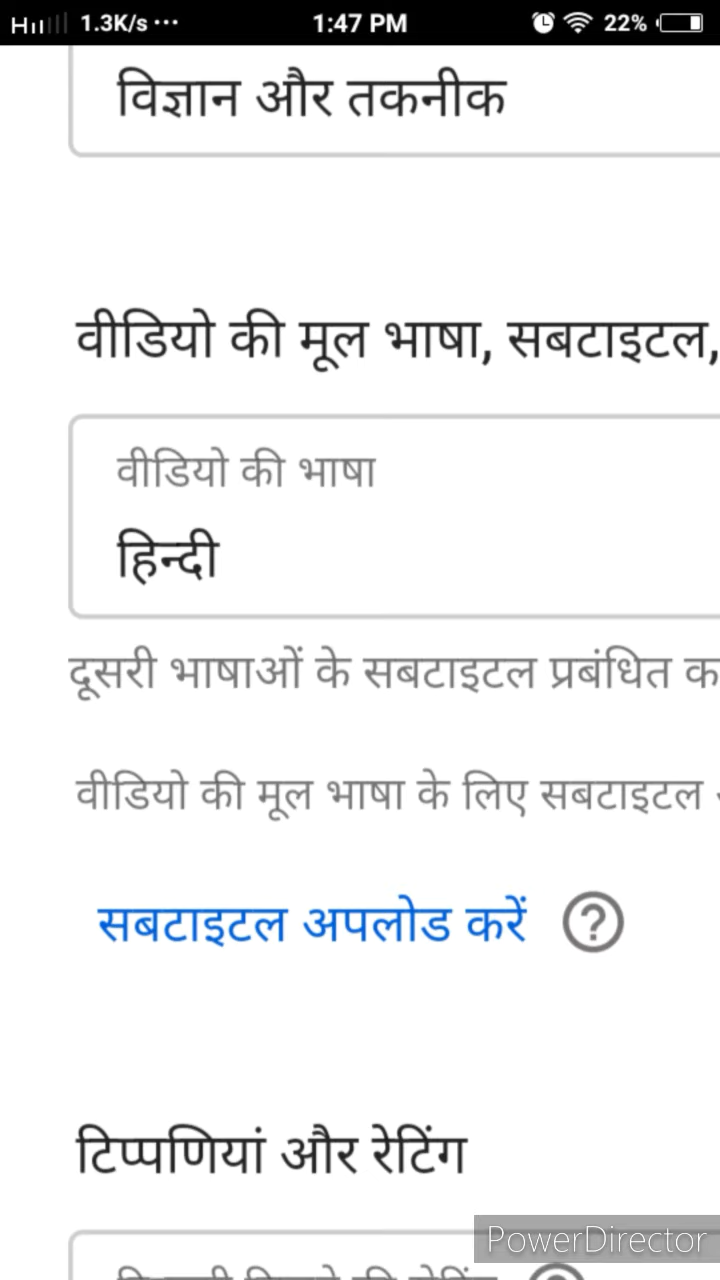 1.3K/s ... 1:47 PM 22%
विज्ञान और तकनीक
वीडियो की मूल भाषा, सबटाइटल,
वीडियो की भाषा
हिन्दी
दूसरी भाषाओं के सबटाइटल प्रबंधित क
वीडियो की मूल भाषा के लिए सबटाइटल
सबटाइटल अपलोड करें ?
टिप्पणियां और रेटिंग
PowerDirector